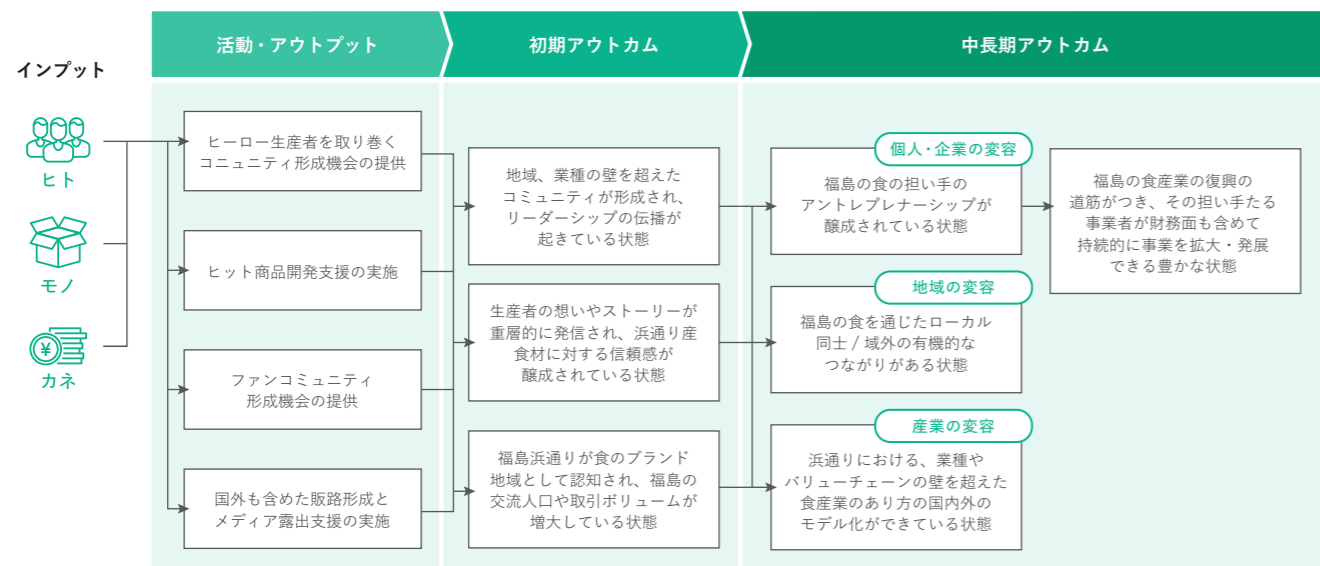 インプット
ヒト
モノ
¥
カネ
活動・アウトプット
ヒーロー生産者を取り巻く
コニュニティ形成機会の提供
ヒット商品開発支援の実施
ファンコミュニティ
形成機会の提供
国外も含めた販路形成と
メディア露出支援の実施
初期アウトカム
地域、業種の壁を超えた
コミュニティが形成され、
リーダーシップの伝播が
起きている状態
生産者の想いやストーリーが
重層的に発信され、浜通り産
食材に対する信頼感が
醸成されている状態
福島浜通りが食のブランド
地域として認知され、福島の
交流人口や取引ボリュームが
増大している状態
中長期アウトカム
個人・企業の変容
福島の食の担い手の
アントレプレナーシップが
醸成されている状態
地域の変容
福島の食を通じたローカル
同士 / 域外の有機的な
つながりがある状態
産業の変容
浜通りにおける、業種や
バリューチェーンの壁を超えた
食産業のあり方の国内外の
モデル化ができている状態
福島の食産業の復興の
道筋がつき、その担い手たる
事業者が財務面も含めて
持続的に事業を拡大・発展
できる豊かな状態